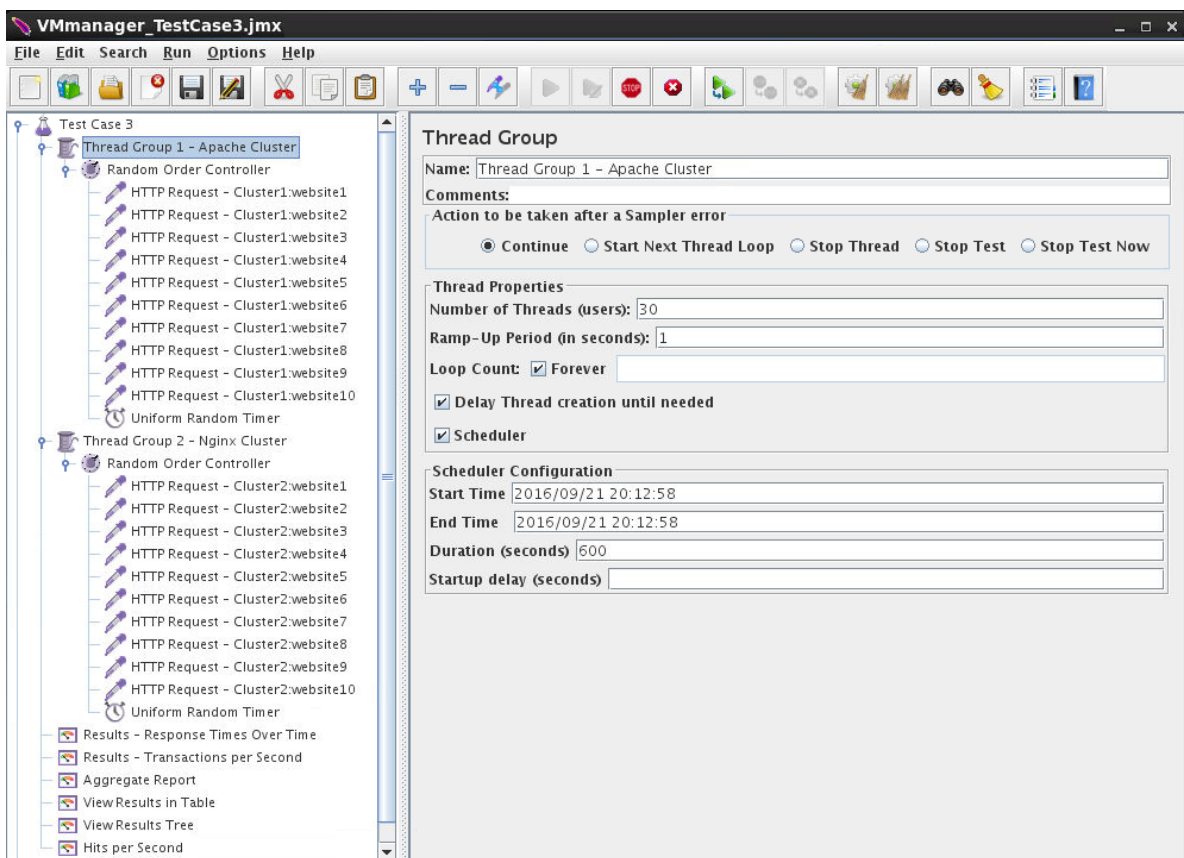 VMmanager_TestCase3.jmx
File Edit Search Run Options Help
STOP
?
Test Case 3
Thread Group 1 - Apache Cluster
Random Order Controller
HTTP Request - Cluster1:website1
HTTP Request - Cluster1:website2
HTTP Request - Cluster1:website3
HTTP Request - Cluster1:website4
HTTP Request - Cluster1:website5
HTTP Request - Cluster1:website6
HTTP Request - Cluster1:website7
HTTP Request - Cluster1:website8
HTTP Request - Cluster1:website9
HTTP Request - Cluster1:website10
Uniform Random Timer
Thread Group 2 - Nginx Cluster
Random Order Controller
HTTP Request - Cluster2:website1
HTTP Request - Cluster2:website2
HTTP Request - Cluster2:website3
HTTP Request - Cluster2:website4
HTTP Request - Cluster2:website5
HTTP Request - Cluster2:website6
HTTP Request - Cluster2:website7
HTTP Request - Cluster2:website8
HTTP Request - Cluster2:website9
HTTP Request - Cluster2:website10
Uniform Random Timer
Results - Response Times Over Time
Results - Transactions per Second
Aggregate Report
View Results in Table
View Results Tree
Hits per Second
Thread Group
Name: Thread Group 1 - Apache Cluster
Comments:
Action to be taken after a Sampler error
Continue Start Next Thread Loop Stop Thread Stop Test Stop Test Now
Thread Properties
Number of Threads (users): 30
Ramp-Up Period (in seconds): 1
Loop Count: Forever
Delay Thread creation until needed
Scheduler
Scheduler Configuration
Start Time 2016/09/21 20:12:58
End Time 2016/09/21 20:12:58
Duration (seconds) 600
Startup delay (seconds)